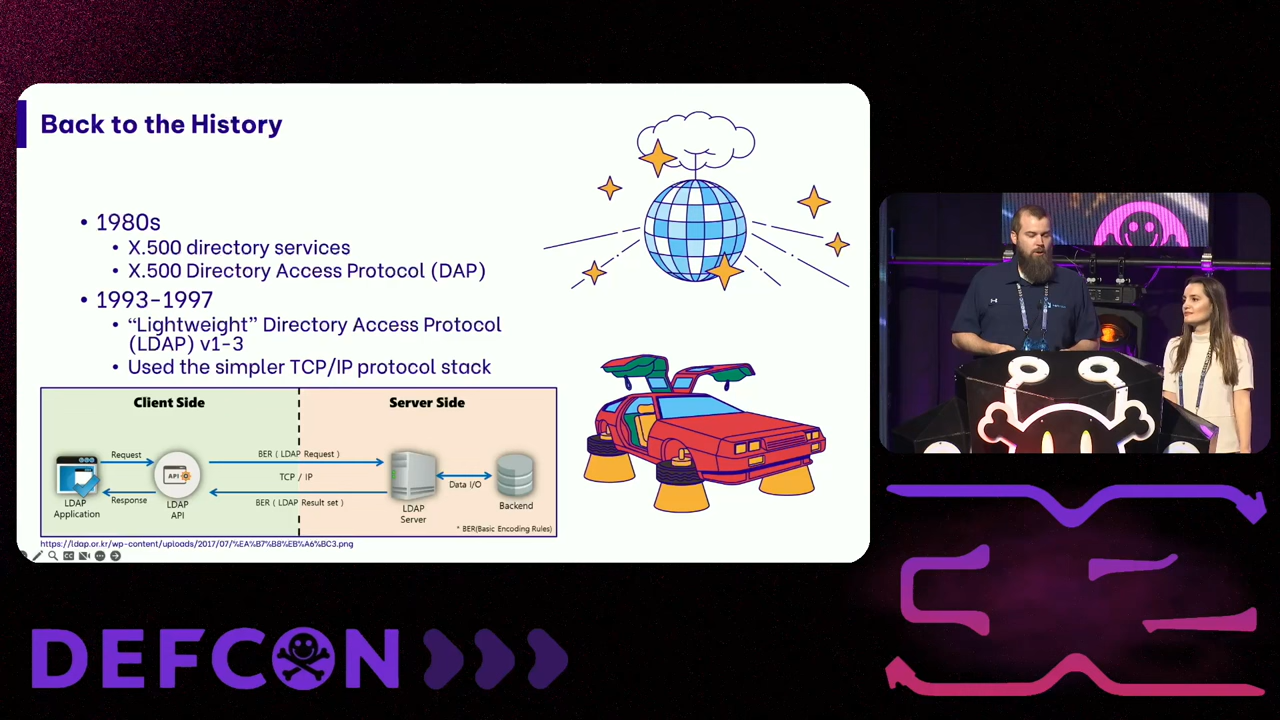 Back to the History
• 1980s
• X.500 directory services
• X.500 Directory Access Protocol (DAP)
• 1993-1997
• “Lightweight” Directory Access Protocol
(LDAP) v1-3
• Used the simpler TCP/IP protocol stack
Client Side
Server Side
Request
Response
LDAP
Application
API
LDAP
API
BER ( LDAP Request )
TCP / IP
BER ( LDAP Result set )
LDAP
Server
Data I/O
Backend
* BER(Basic Encoding Rules)
https://ldap.or.kr/wp-content/uploads/2017/07/%EA%B7%B8%EB%A6%BC3.png
DEFCON